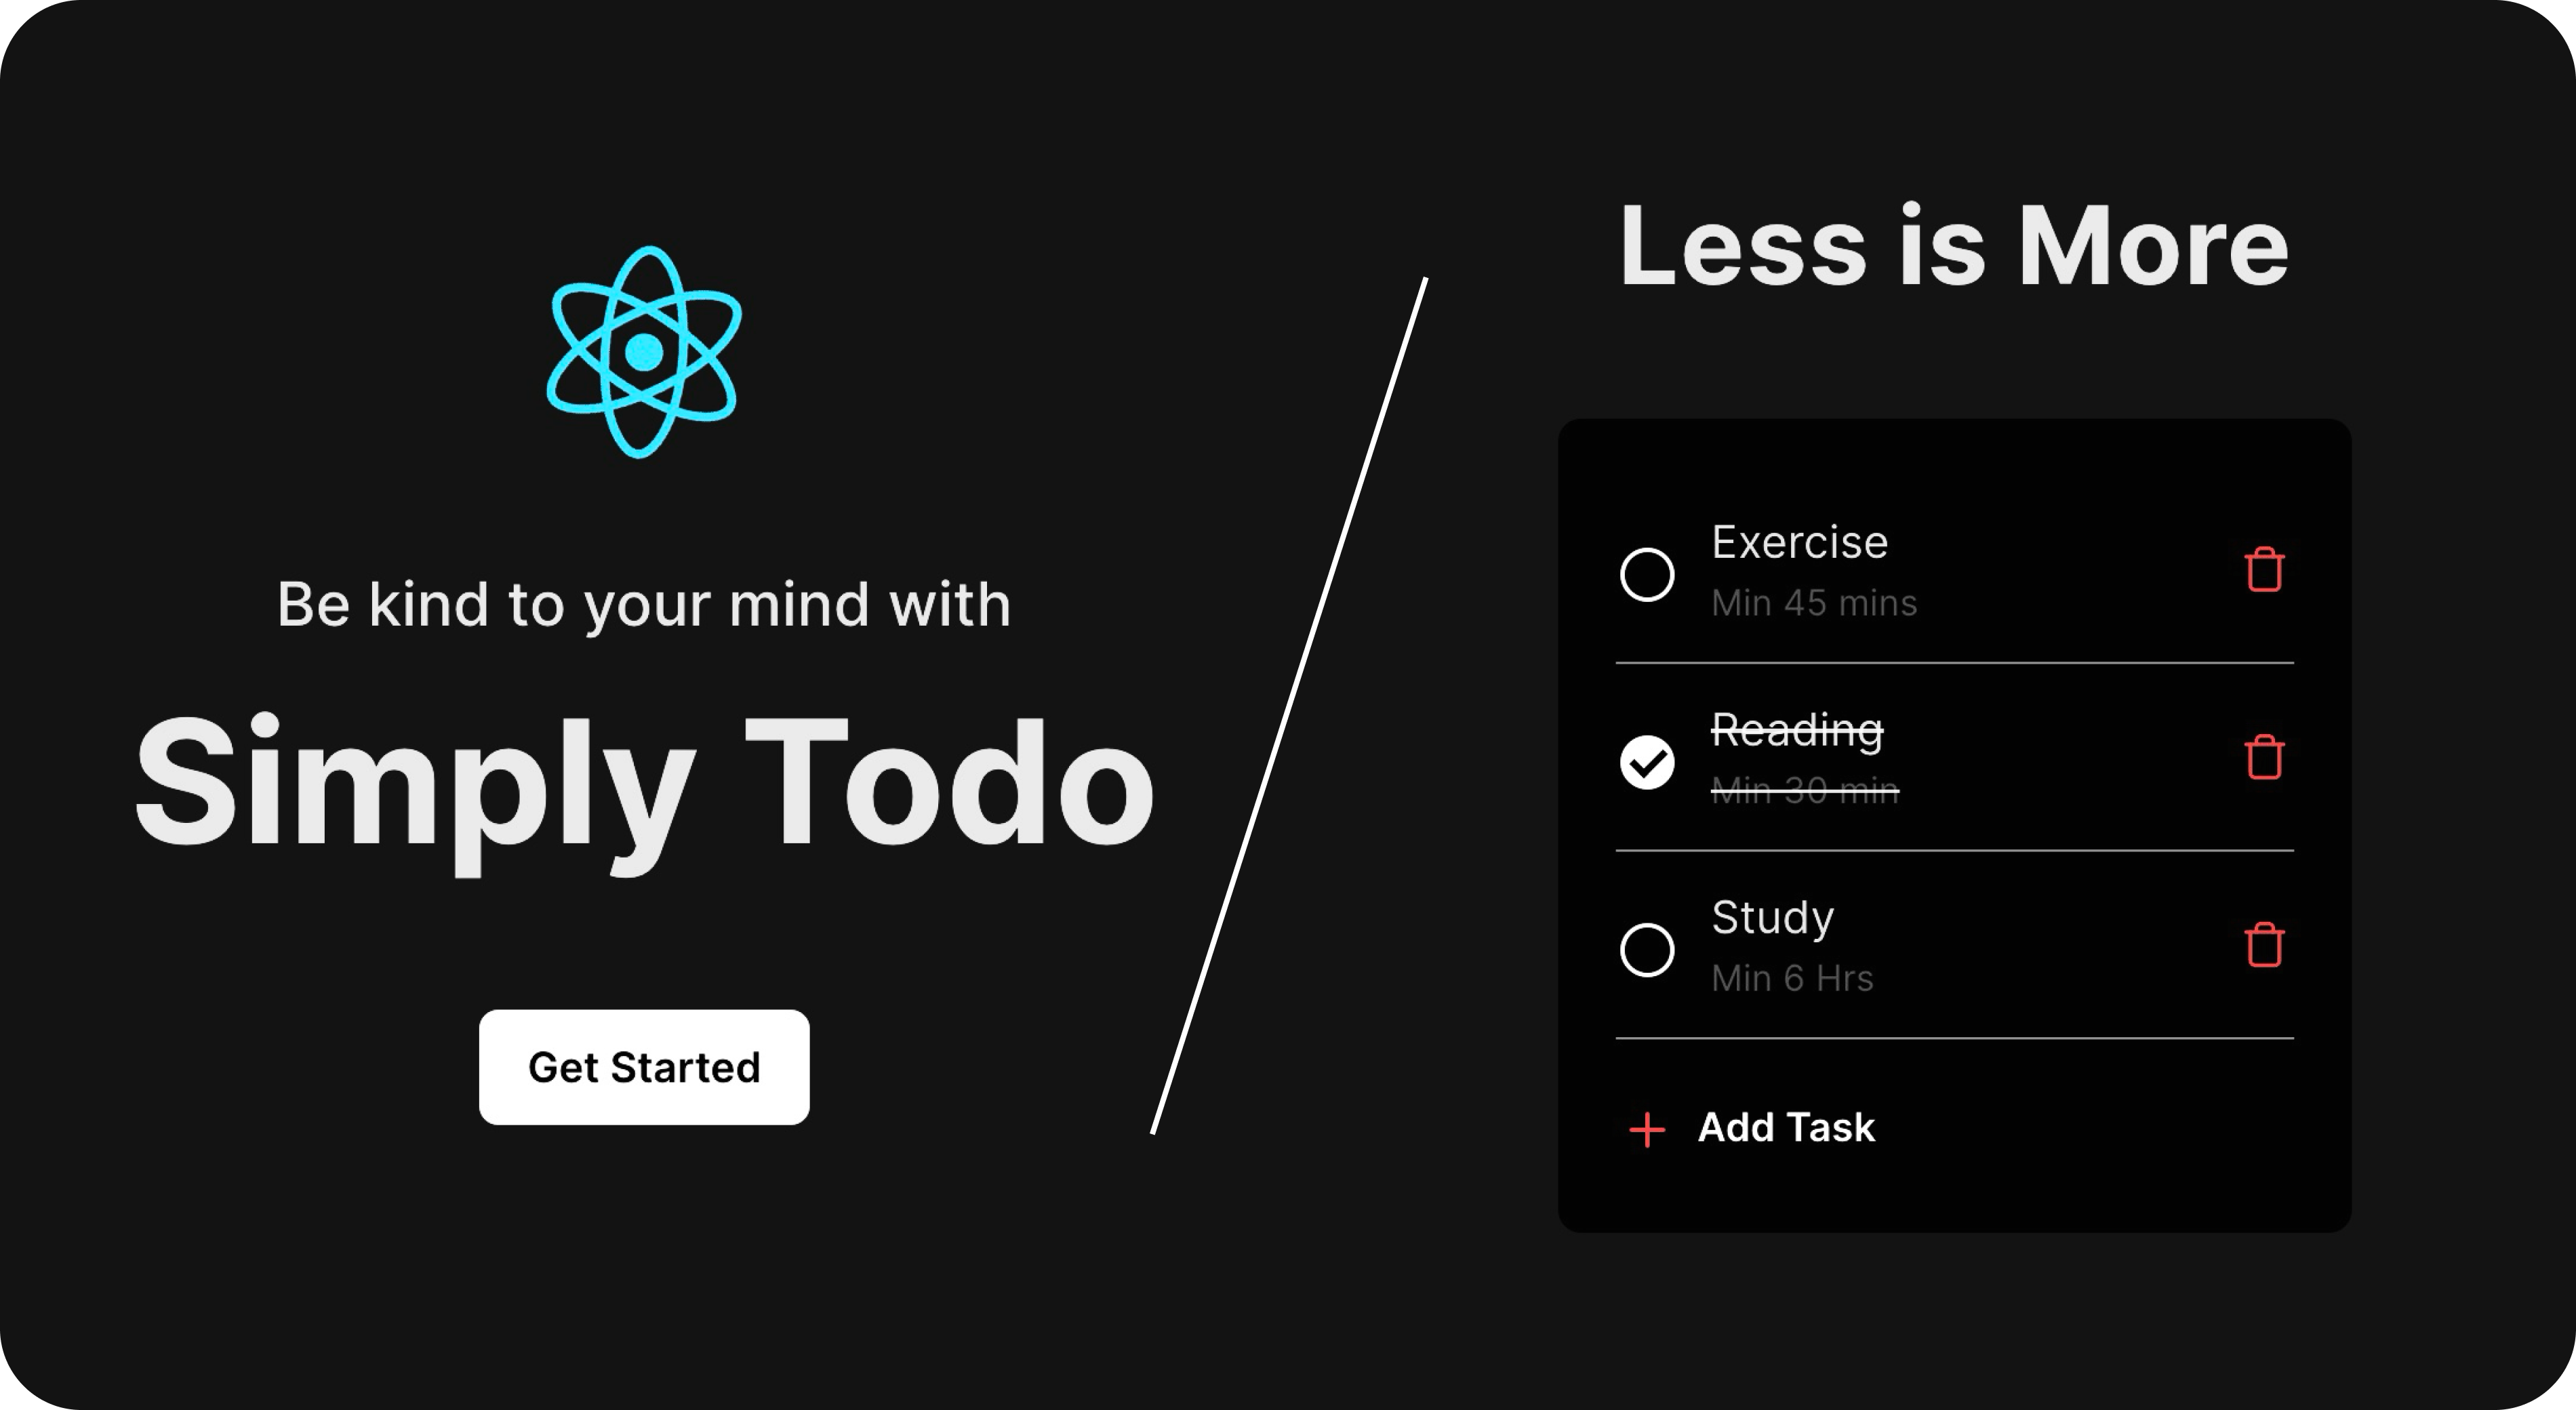 Be kind to your mind with
Simply Todo
Get Started
Less is More
Exercise
Min 45 mins
Reading
Min 30 min
Study
Min 6 Hrs
Add Task